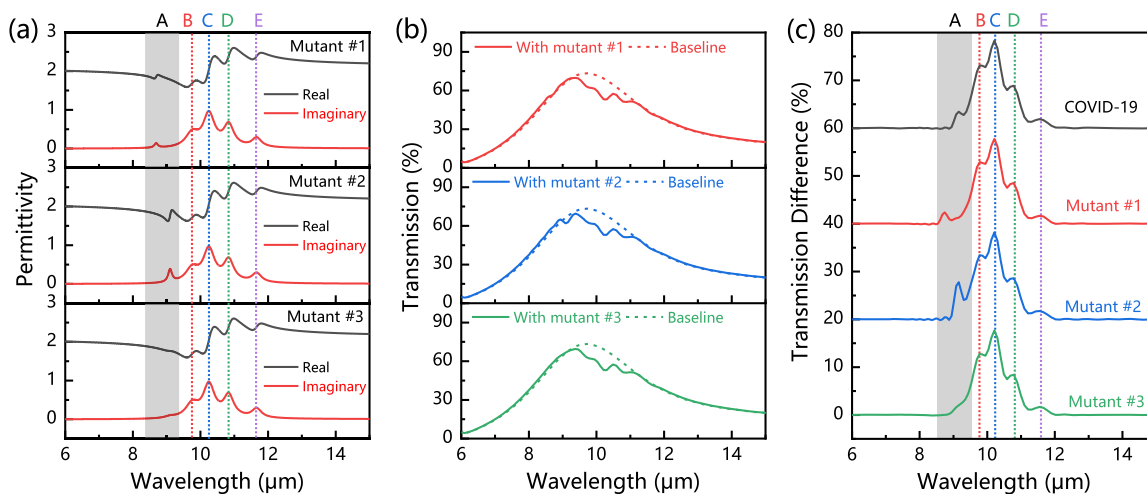 (a)
A B C D E
3
Mutant #1
2
Real
1
Imaginary
0
3
Mutant #2
2
Real
1
Imaginary
0
3
Mutant #3
2
Real
1
Imaginary
0
Permittivity
6 8 10 12 14
Wavelength (μm)
(b)
90
With mutant #1 Baseline
60
30
0
90
With mutant #2 Baseline
60
30
0
90
With mutant #3 Baseline
60
30
0
Transmission (%)
6 8 10 12 14
Wavelength (μm)
(c)
A B C D E
80
70
COVID-19
60
50
40
Mutant #1
30
20
Mutant #2
10
Mutant #3
0
Transmission Difference (%)
6 8 10 12 14
Wavelength (μm)